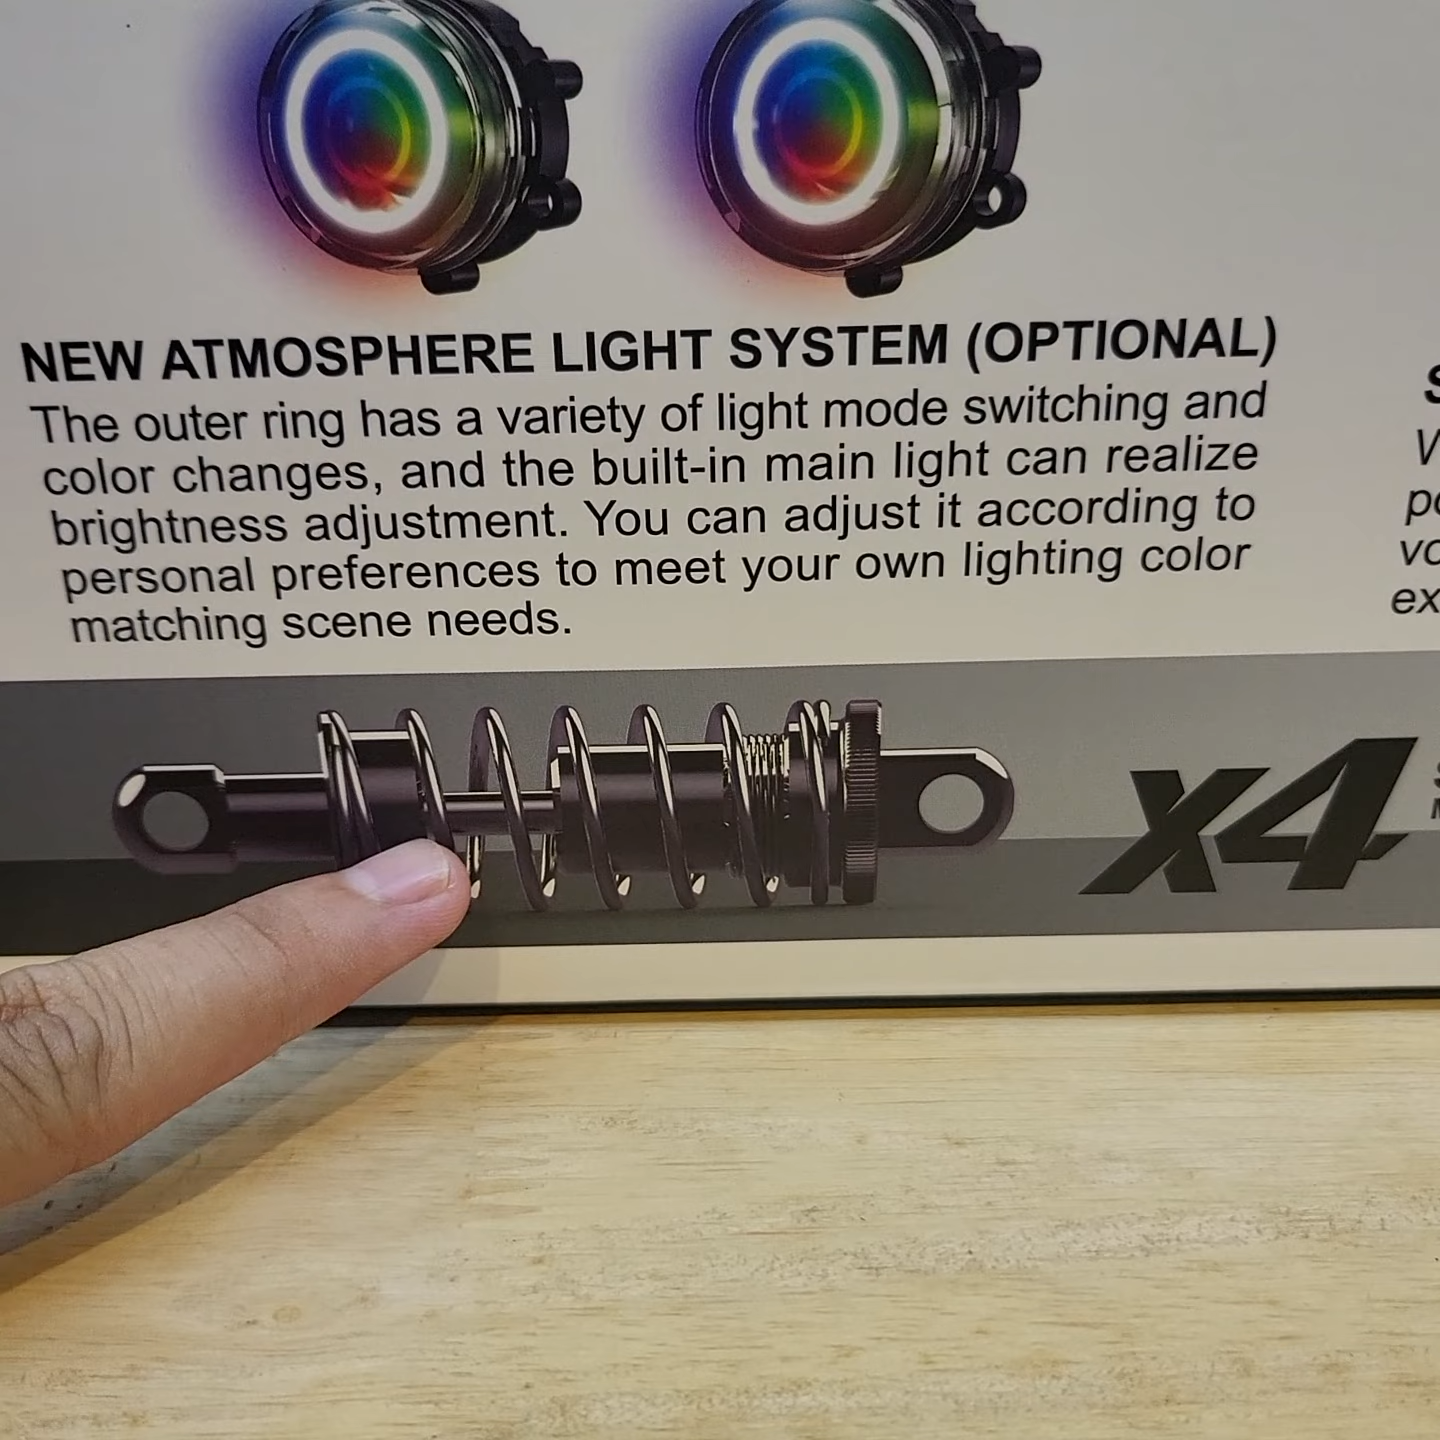 NEW ATMOSPHERE LIGHT SYSTEM (OPTIONAL)
The outer ring has a variety of light mode switching and
color changes, and the built-in main light can realize
brightness adjustment. You can adjust it according to
personal preferences to meet your own lighting color
matching scene needs.
x4